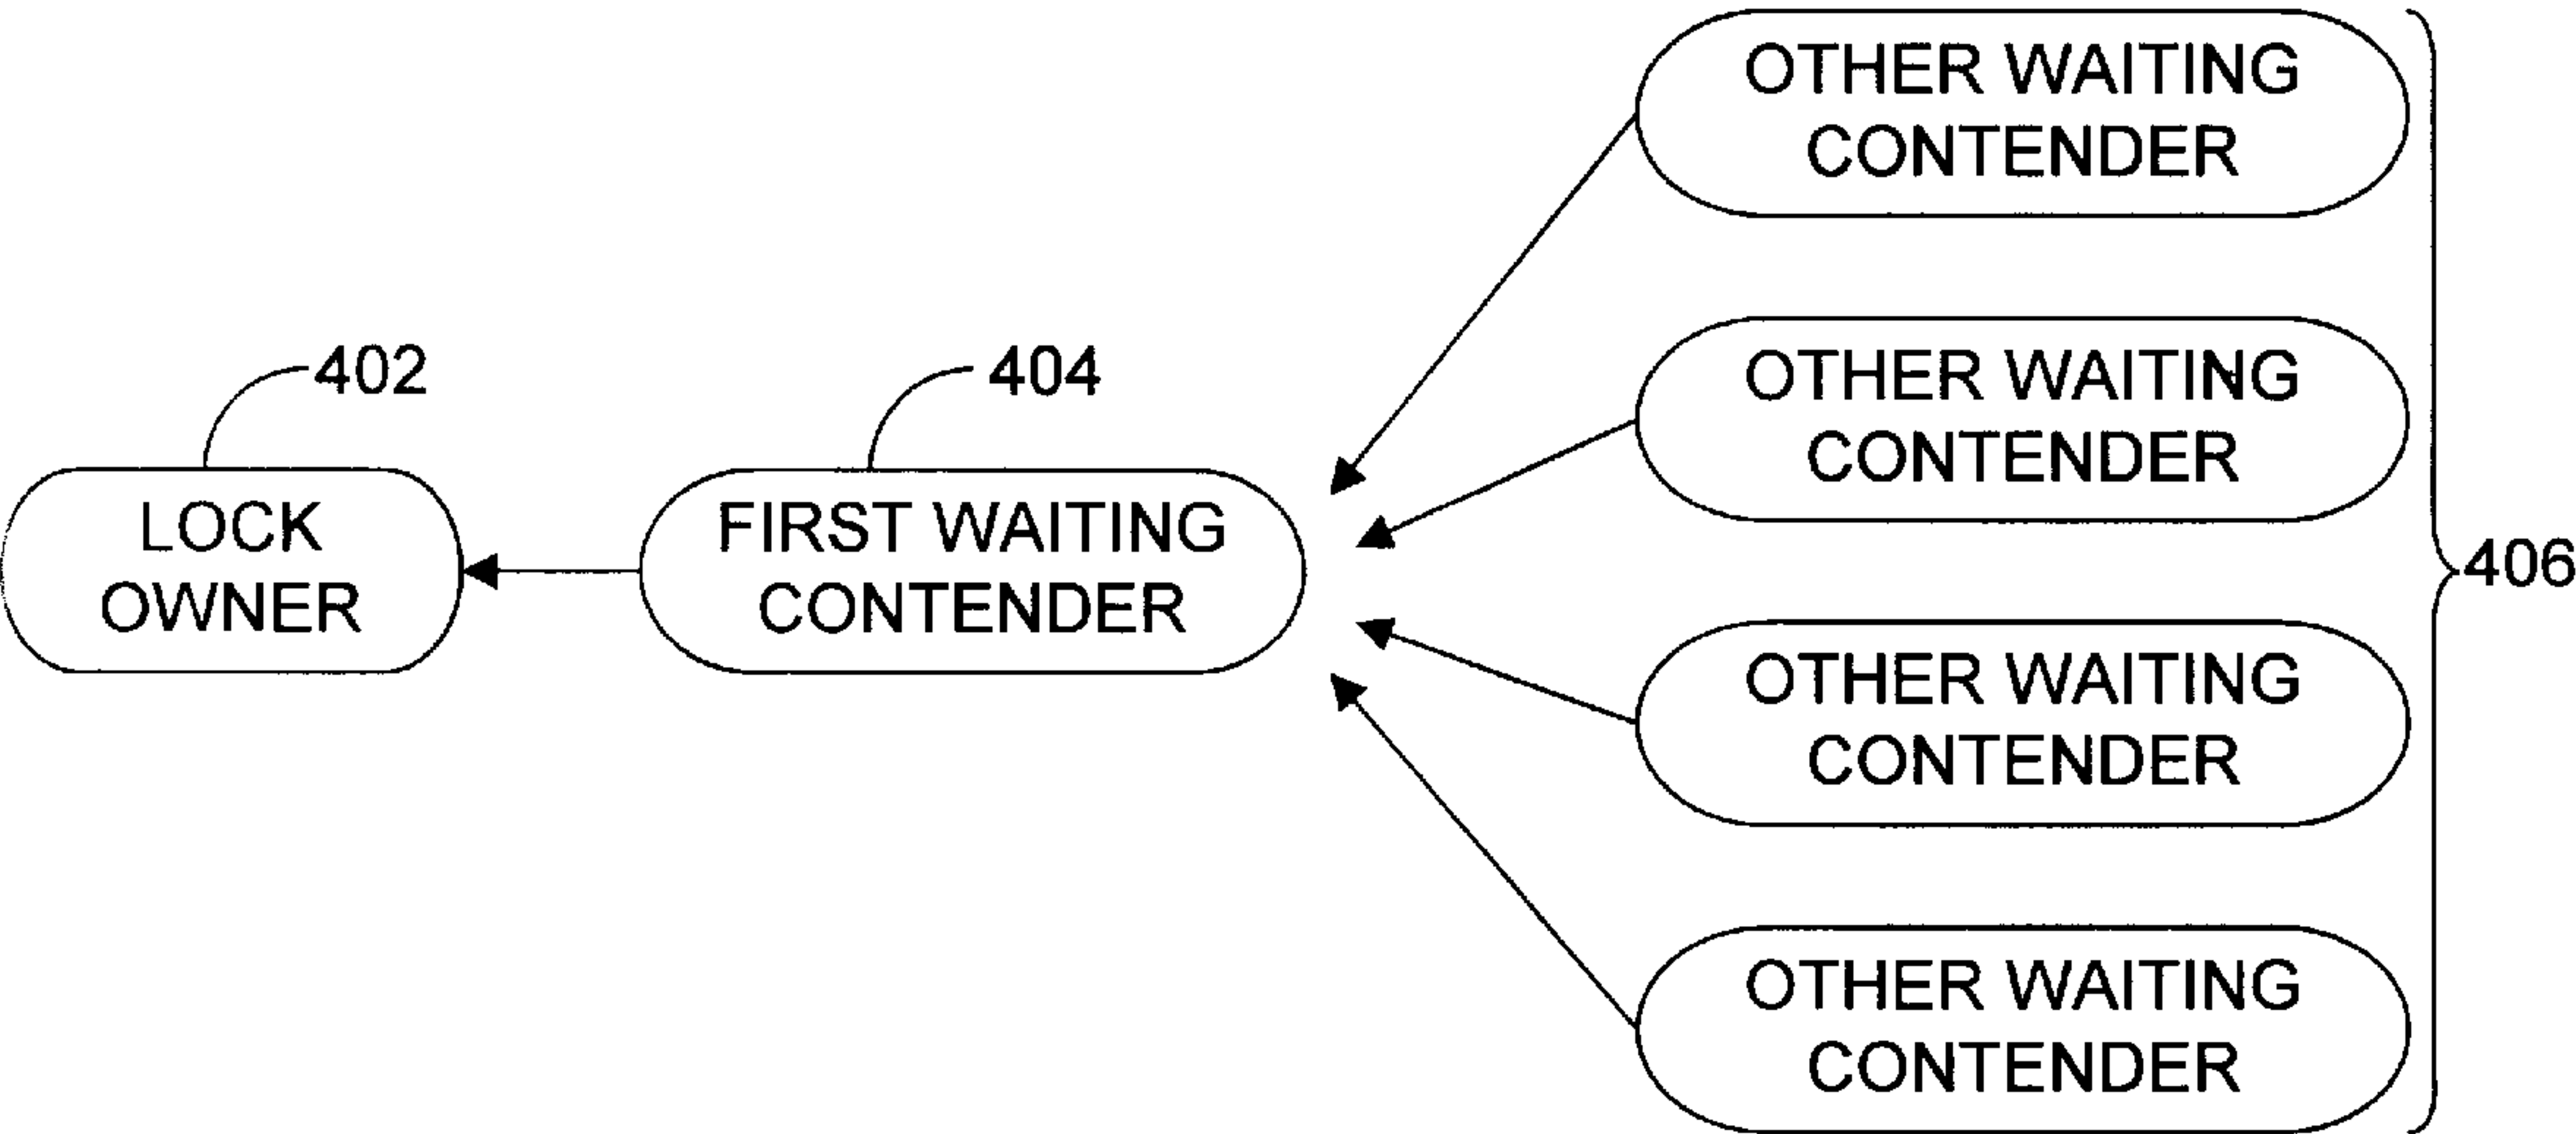 402
LOCK
OWNER
404
FIRST WAITING
CONTENDER
OTHER WAITING
CONTENDER
OTHER WAITING
CONTENDER
OTHER WAITING
CONTENDER
OTHER WAITING
CONTENDER
406